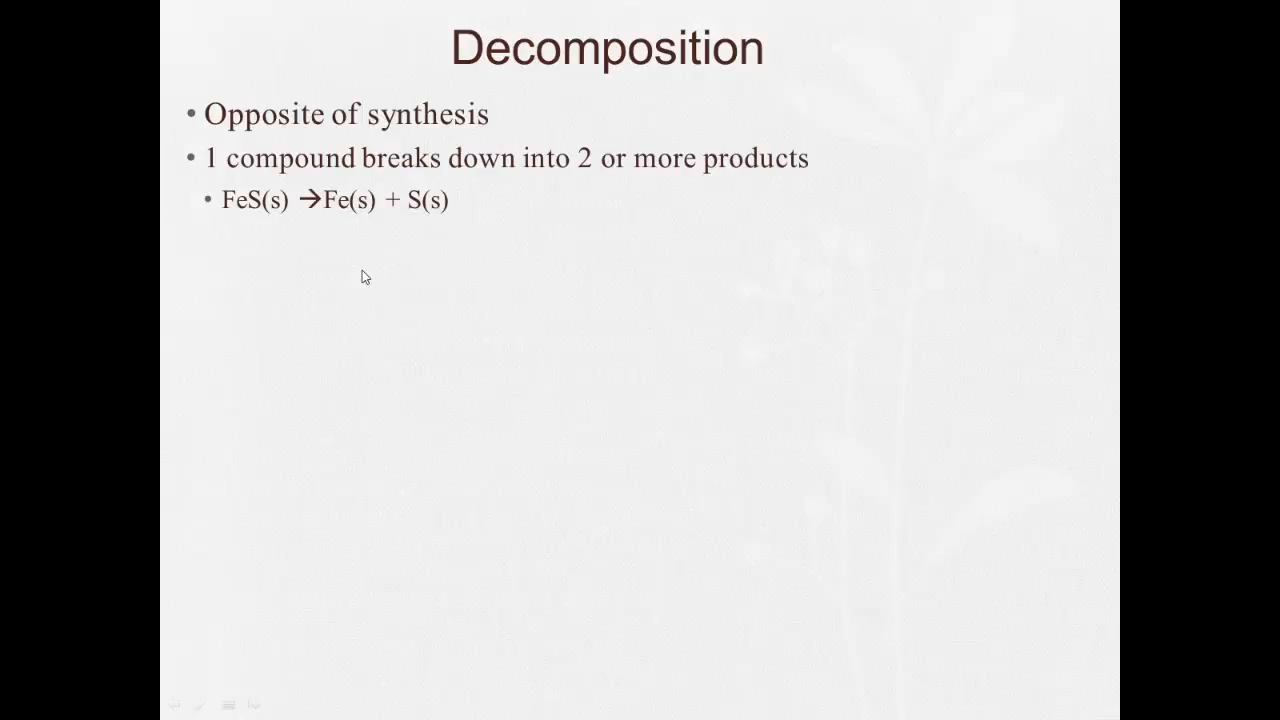 Decomposition
• Opposite of synthesis
• 1 compound breaks down into 2 or more products
• FeS(s) →Fe(s) + S(s)